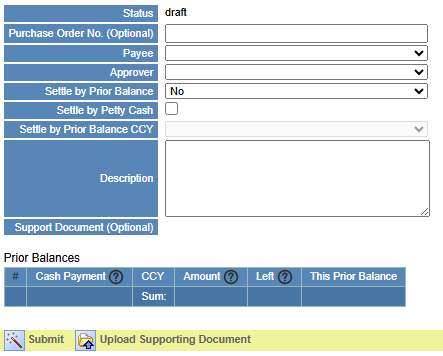 Status draft
Purchase Order No. (Optional)
Payee
Approver
Settle by Prior Balance No
Settle by Petty Cash
Settle by Prior Balance CCY
Description
Support Document (Optional)
Prior Balances
# Cash Payment ? CCY Amount ? Left ? This Prior Balance
Sum:
Submit Upload Supporting Document